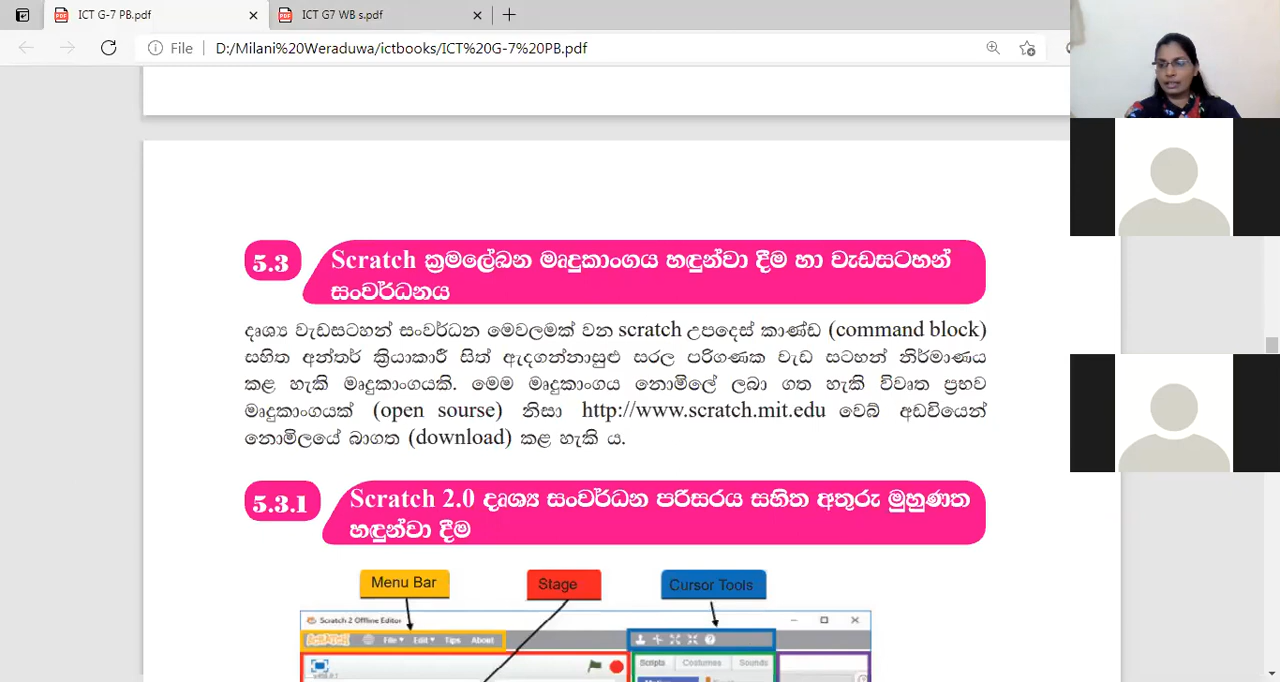 ICT G-7 PB.pdf
ICT G7 WB s.pdf
File
D:/Milani%20Weraduwa/ictbooks/ICT%20G-7%20PB.pdf
5.3 Scratch ක්‍රමලේඛන මෘදුකාංගය හඳුන්වා දීම හා වැඩසටහන්
සංවර්ධනය
දෘශ්‍ය වැඩසටහන් සංවර්ධන මෙවලමක් වන scratch උපදෙස් කාණ්ඩ (command block)
සහිත අන්තර් ක්‍රියාකාරී සිත් ඇදගන්නාසුළු සරල පරිගණක වැඩ සටහන් නිර්මාණය
කළ හැකි මෘදුකාංගයකි. මෙම මෘදුකාංගය නොමිලේ ලබා ගත හැකි විවෘත ප්‍රභව
මෘදුකාංගයක් (open sourse) නිසා http://www.scratch.mit.edu වෙබ් අඩවියෙන්
නොමිලයේ බාගත (download) කළ හැකි ය.
5.3.1 Scratch 2.0 දෘශ්‍ය සංවර්ධන පරිසරය සහිත අතුරු මුහුණත
හඳුන්වා දීම
Menu Bar Stage Cursor Tools
Scratch 2 Offline Editor
SCRATCH File Edit Tips About
Scripts Costumes Sounds